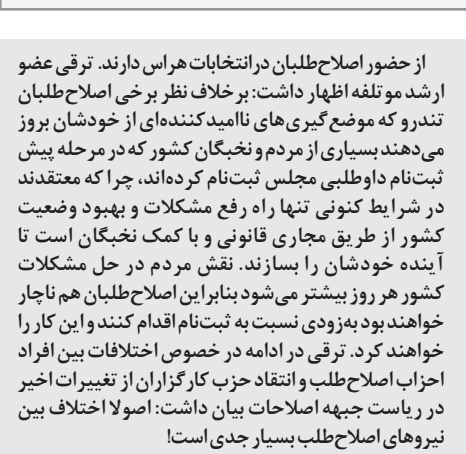 از حضور اصلاح‌طلبان در انتخابات هراس دارند. ترقی عضو
ارشد موتلفه اظهار داشت: برخلاف نظر برخی اصلاح‌طلبان
تندرو که موضع گیری‌های ناامیدکننده‌ای از خودشان بروز
می‌دهند بسیاری از مردم و نخبگان کشور که در مرحله پیش
ثبت‌نام داوطلبی مجلس ثبت‌نام کرده‌اند، چرا که معتقدند
در شرایط کنونی تنها راه رفع مشکلات و بهبود وضعیت
کشور از طریق مجاری قانونی و با کمک نخبگان است تا
آینده خودشان را بسازند. نقش مردم در حل مشکلات
کشور هر روز بیشتر می‌شود بنابراین اصلاح‌طلبان هم ناچار
خواهند بود به‌زودی نسبت به ثبت‌نام اقدام کنند و این کار را
خواهند کرد. ترقی در ادامه در خصوص اختلافات بین افراد
احزاب اصلاح‌طلب و انتقاد حزب کارگزاران از تغییرات اخیر
در ریاست جبهه اصلاحات بیان داشت: اصولا اختلاف بین
نیروهای اصلاح‌طلب بسیار جدی است!